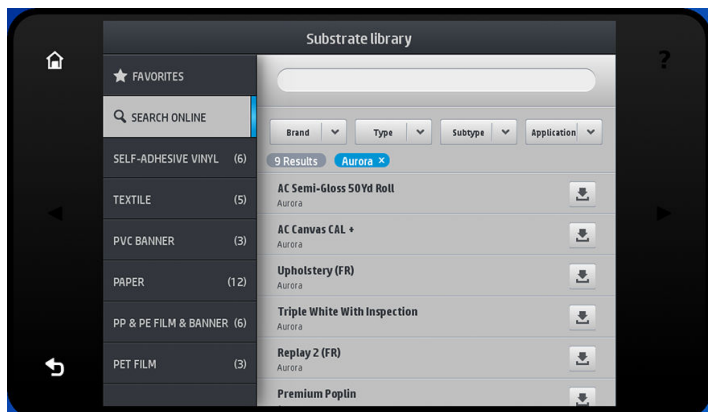 Substrate library
?
FAVORITES
SEARCH ONLINE
SELF-ADHESIVE VINYL (6)
TEXTILE (5)
PVC BANNER (3)
PAPER (12)
PP & PE FILM & BANNER (6)
PET FILM (3)
Brand
Type
Subtype
Application
9 Results
Aurora ×
AC Semi-Gloss 50Yd Roll
Aurora
AC Canvas CAL +
Aurora
Upholstery (FR)
Aurora
Triple White With Inspection
Aurora
Replay 2 (FR)
Aurora
Premium Poplin